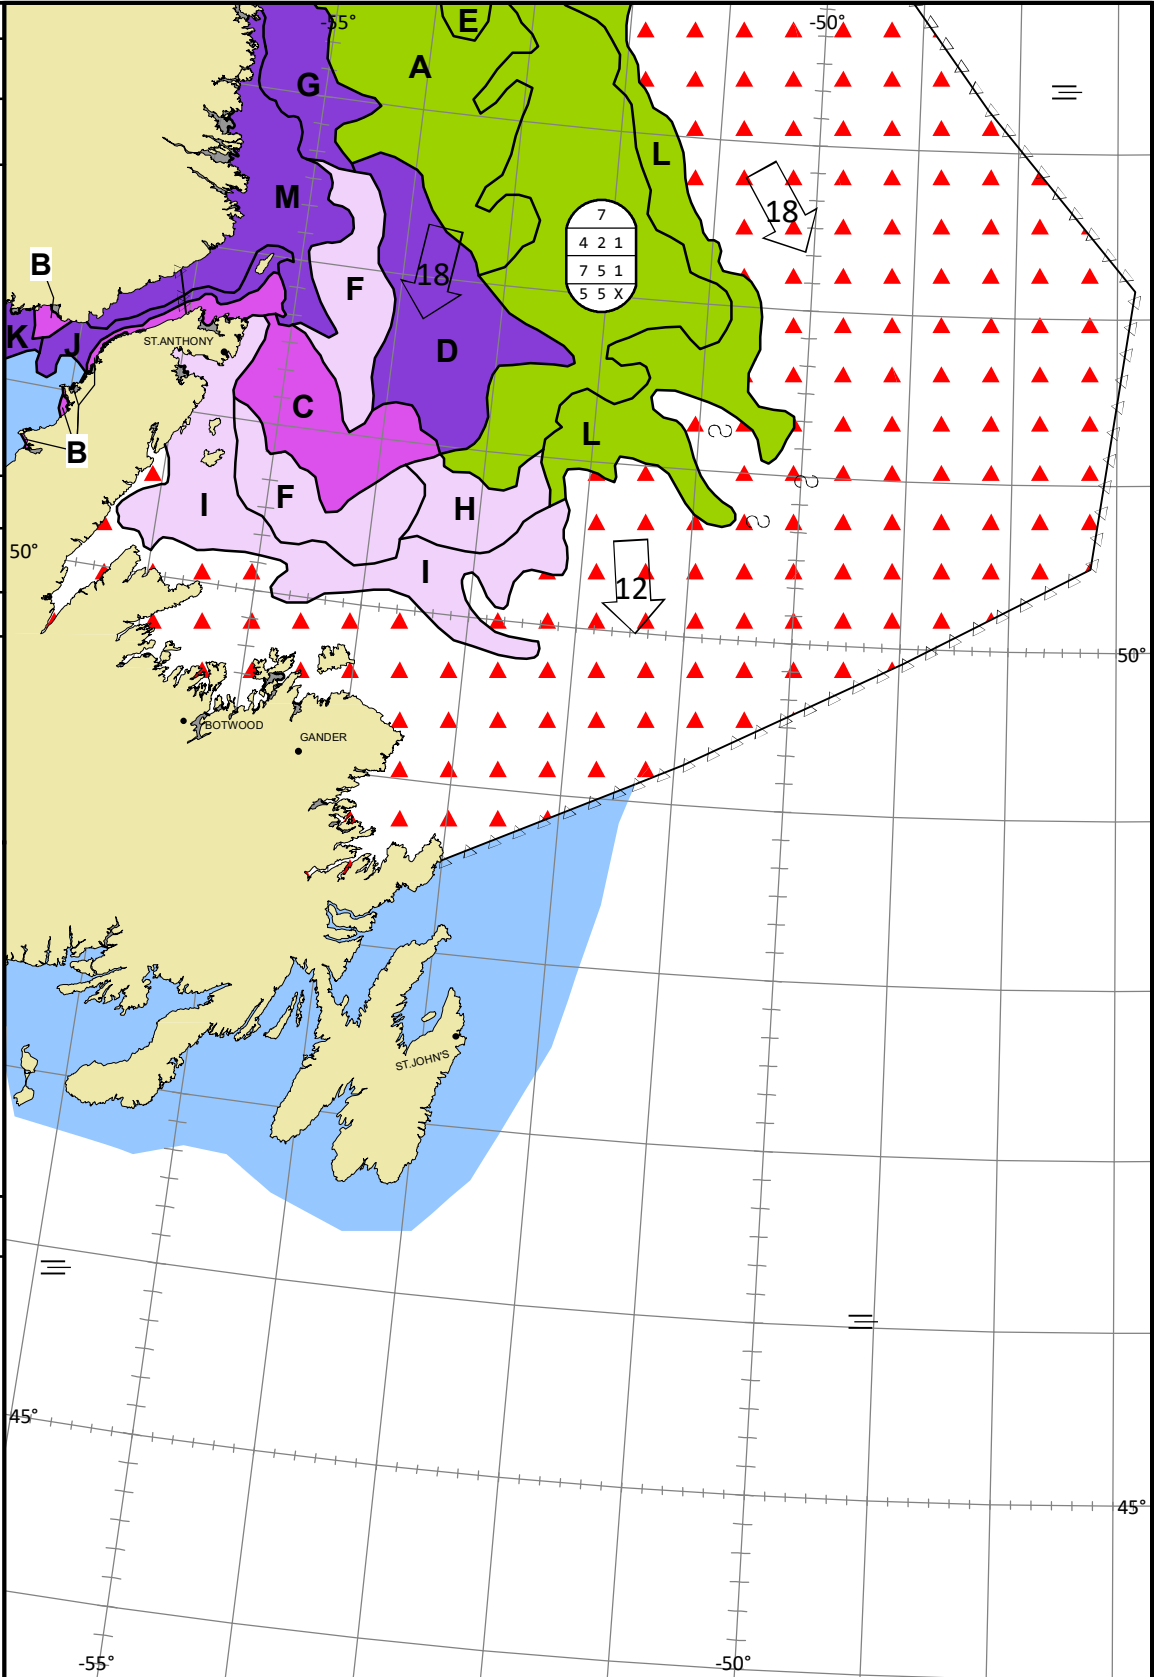 -55°
E
-50°
A
G
L
M
7
4 2 1
7 5 1
5 5 X
18
18
B
F
K
J
ST.ANTHONY
D
C
L
B
I
F
H
50°
I
12
50°
BOTWOOD
GANDER
ST.JOHN'S
45°
45°
-55°
-50°